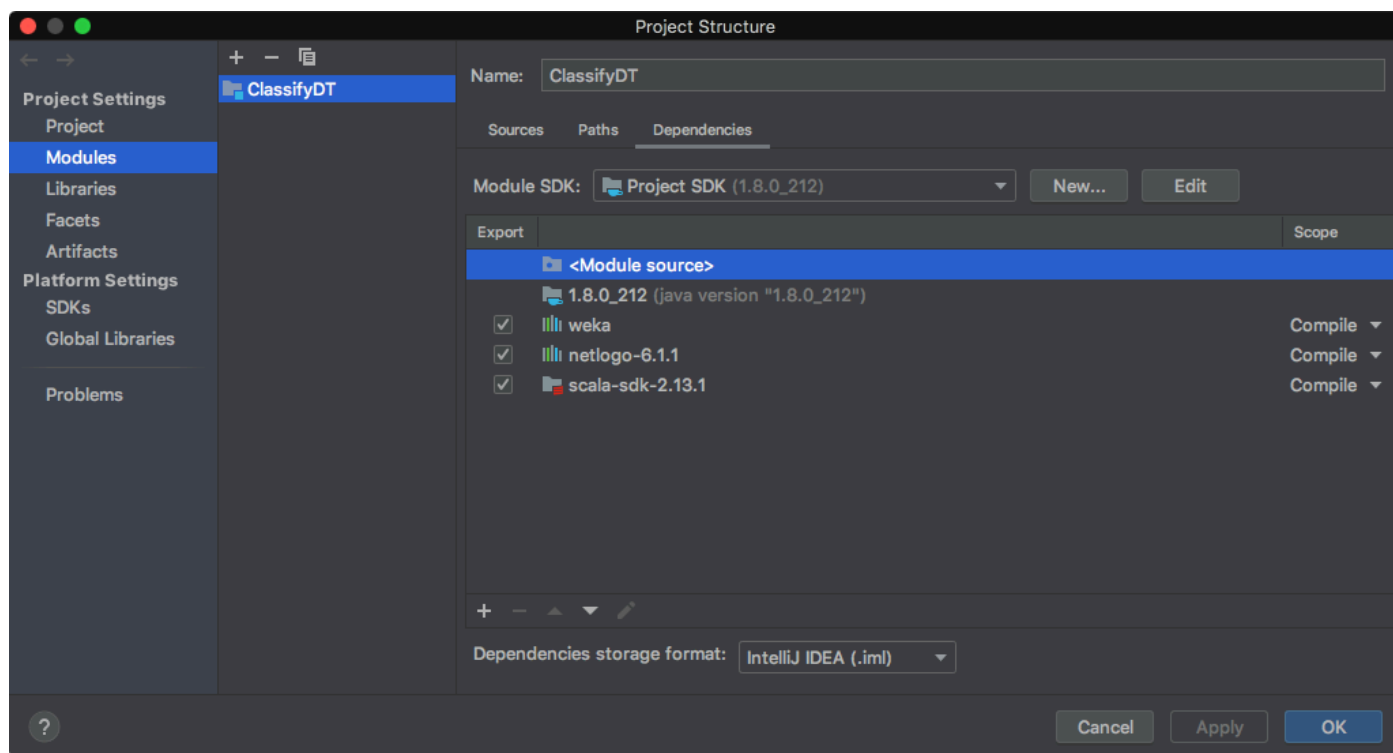 Project Structure
Project Settings
Project
Modules
Libraries
Facets
Artifacts
Platform Settings
SDKs
Global Libraries
Problems
ClassifyDT
Name: ClassifyDT
Sources Paths Dependencies
Module SDK: Project SDK (1.8.0_212) New... Edit
Export Scope
<Module source>
1.8.0_212 (java version "1.8.0_212")
weka Compile
netlogo-6.1.1 Compile
scala-sdk-2.13.1 Compile
Dependencies storage format: IntelliJ IDEA (.iml)
? Cancel Apply OK